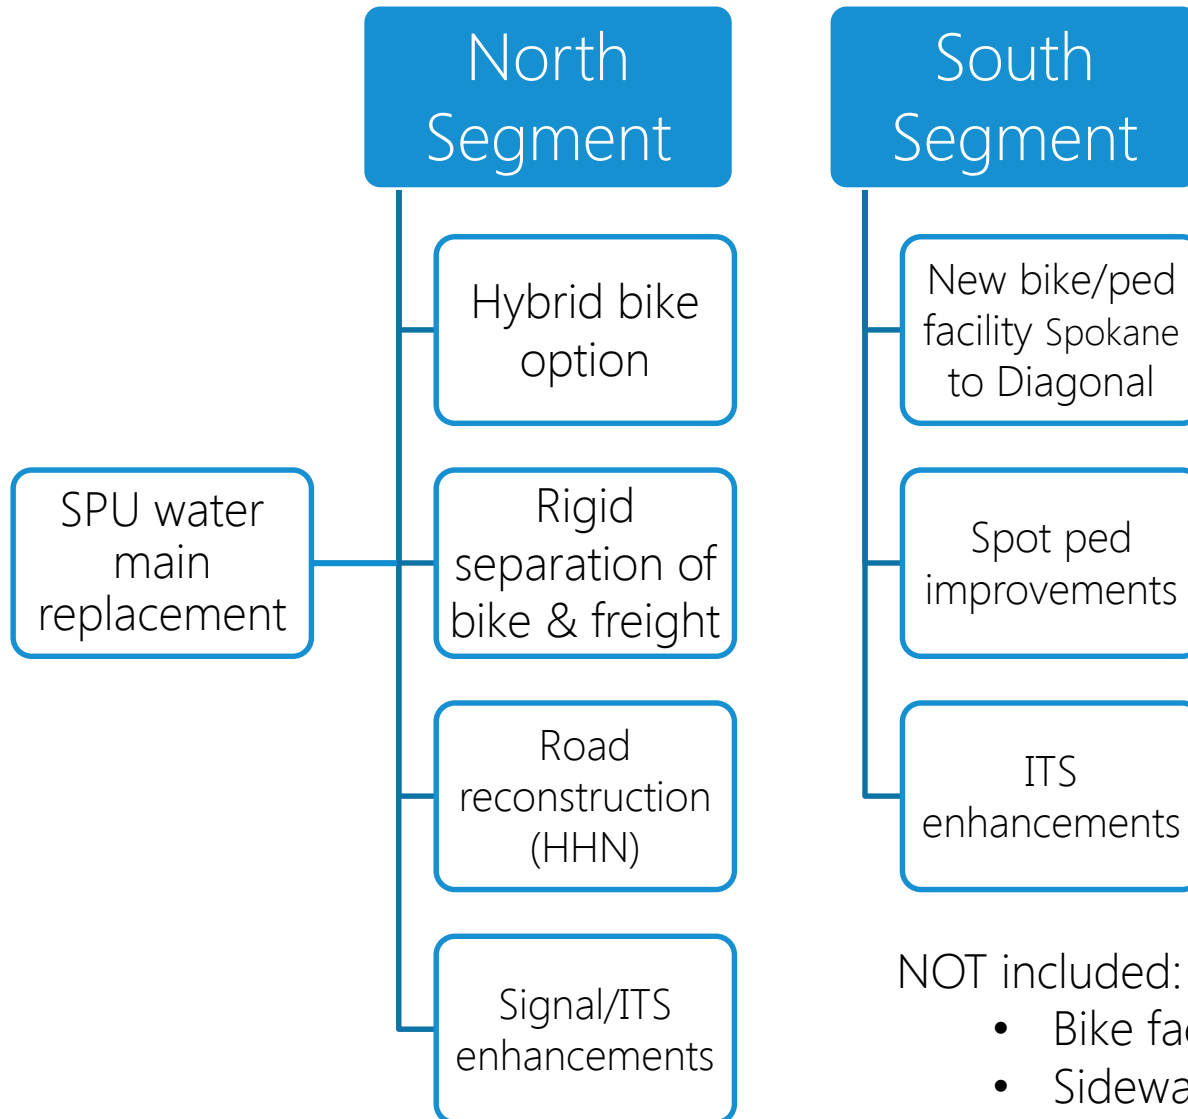 North
Segment
Hybrid bike
option
SPU water
main
replacement
Rigid
separation of
bike & freight
Road
reconstruction
(HHN)
Signal/ITS
enhancements
South
Segment
New bike/ped
facility Spokane
to Diagonal
Spot ped
improvements
ITS
enhancements
NOT included:
• Bike
•